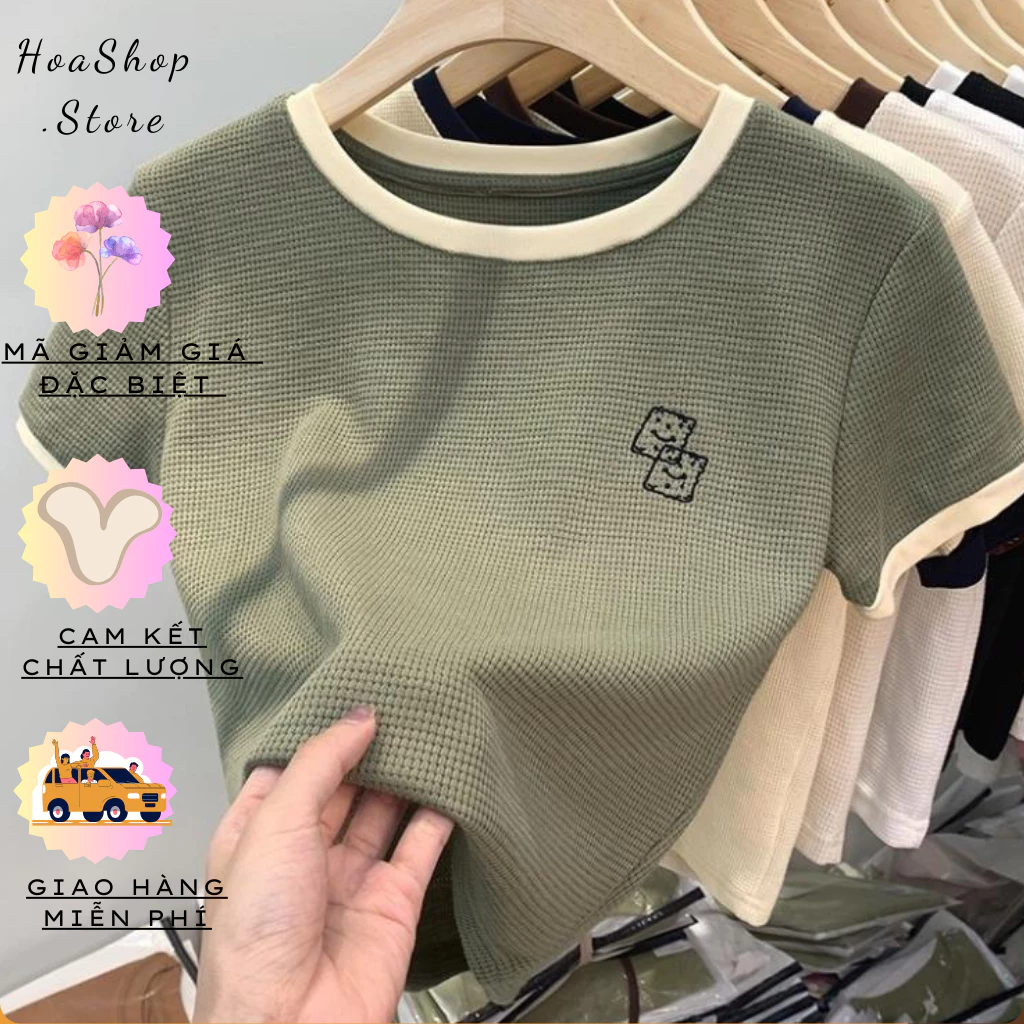 HoaShop
.Store
MÃ GIẢM GIÁ
ĐẶC BIỆT
CAM KẾT
CHẤT LƯỢNG
GIAO HÀNG
MIỄN PHÍ